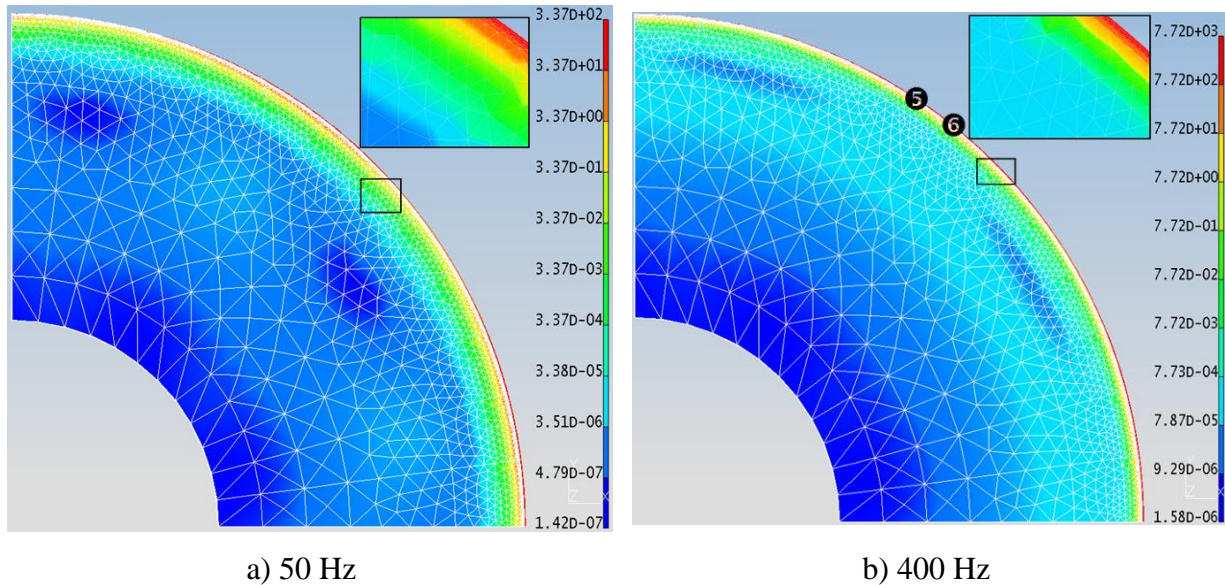 3.37D+02
3.37D+01
3.37D+00
3.37D-01
3.37D-02
3.37D-03
3.37D-04
3.38D-05
3.51D-06
4.79D-07
1.42D-07
Z
X
5
6
7.72D+03
7.72D+02
7.72D+01
7.72D+00
7.72D-01
7.72D-02
7.72D-03
7.73D-04
7.87D-05
9.29D-06
1.58D-06
Z
X
a) 50 Hz
b) 400 Hz